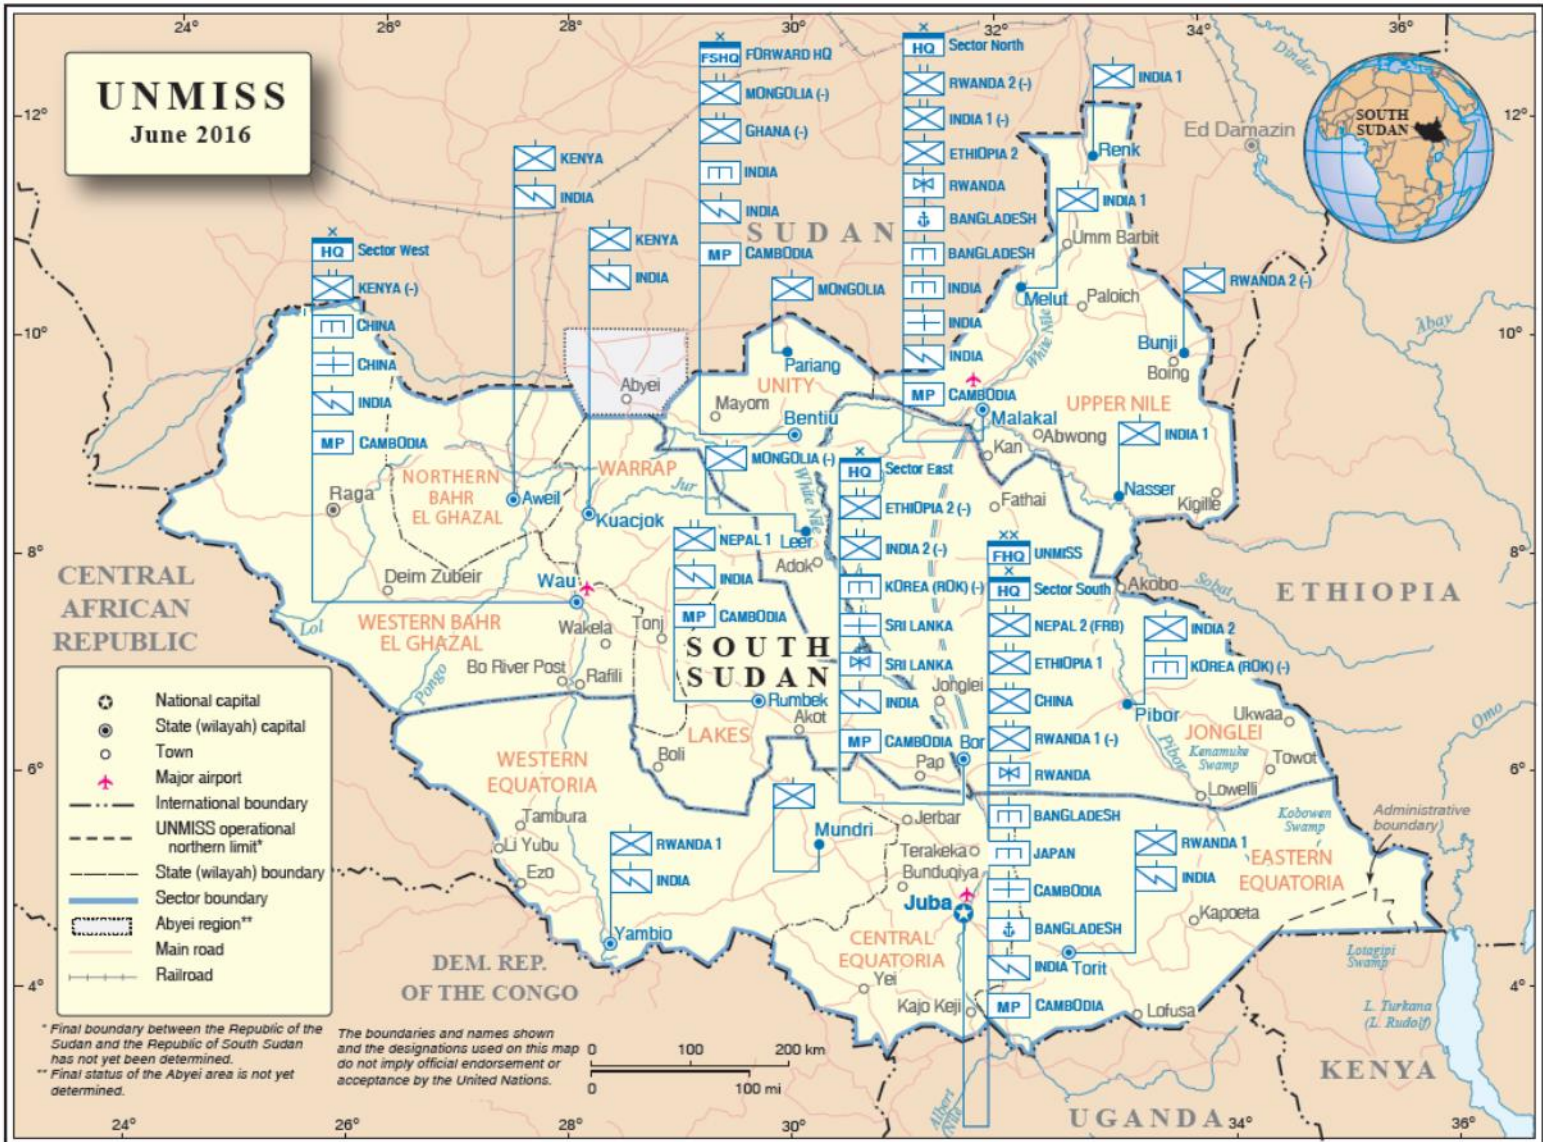 UNMISS
June 2016
24°
28°
30°
32°
34°
12°
12°
10°
10°
8°
8°
6°
6°
4°
4°
24°
26°
28°
30°
34°
36°
SOUTH
SUDAN
KENYA
INDIA
KENYA
INDIA
FSHQ FORWARD HQ
MONGOLIA (-)
GHANA (-)
INDIA
INDIA
MP CAMBODIA
MONGOLIA
HQ Sector North
RWANDA 2 (-)
INDIA 1 (-)
ETHIOPIA 2
RWANDA
BANGLADESH
BANGLADESH
INDIA
INDIA
INDIA
MP CAMBODIA
INDIA 1
INDIA 1
RWANDA 2 (-)
INDIA 1
HQ Sector West
KENYA (-)
CHINA
CHINA
INDIA
MP CAMBODIA
MONGOLIA (-)
NEPAL 1
INDIA
MP CAMBODIA
HQ Sector East
ETHIOPIA 2 (-)
INDIA 2 (-)
KOREA (ROK) (-)
SRI LANKA
SRI LANKA
INDIA
MP CAMBODIA
FHQ UNMISS
HQ Sector South
NEPAL 2 (FRB)
ETHIOPIA 1
CHINA
RWANDA 1 (-)
RWANDA
BANGLADESH
JAPAN
CAMBODIA
BANGLADESH
INDIA
MP CAMBODIA
INDIA 2
KOREA (ROK) (-)
RWANDA 1
INDIA
RWANDA 1
INDIA
SUDAN
Dinder
Ed Damazin
Renk
Umm Barbit
Melut
Paloich
White Nile
Abay
Bunji
Boing
Pariang
UNITY
Abyei
Mayom
Bentiu
Malakal
UPPER NILE
Abwong
Kan
WARRAP
NORTHERN
BAHR
EL GHAZAL
Raga
Aweil
Kuacjok
Jur
White Nile
Leer
Adok
Fathai
Nasser
Kigille
Deim Zubeir
Wau
Akobo
Sobat
ETHIOPIA
CENTRAL
AFRICAN
REPUBLIC
Lol
WESTERN BAHR
EL GHAZAL
Wakela
Tonj
Bo River Post
Rafili
Pongo
SOUTH
SUDAN
Rumbek
Akot
LAKES
Boli
Jonglei
Bor
Pap
Pibor
Pibor
JONGLEI
Ukwaa
Kenamuke
Swamp
Towot
Lowelli
Omo
WESTERN
EQUATORIA
Tambura
Li Yubu
Ezo
Yambio
Mundri
Jerbar
Terakeka
Bunduqiya
Juba
CENTRAL
EQUATORIA
Yei
Kajo Keji
Torit
Lofusa
Kapoeta
EASTERN
EQUATORIA
Kobowen
Swamp
Administrative
boundary)
Lotagipi
Swamp
L. Turkana
(L. Rudolf)
DEM. REP.
OF THE CONGO
Albert
Nile
UGANDA
KENYA
National capital
State (wilayah) capital
Town
Major airport
International boundary
UNMISS operational
northern limit*
State (wilayah) boundary
Sector boundary
Abyei region**
Main road
Railroad
* Final boundary between the Republic of the
Sudan and the Republic of South Sudan
has not yet been determined.
** Final status of the Abyei area is not yet
determined.
The boundaries and names shown
and the designations used on this map
do not imply official endorsement or
acceptance by the United Nations.
0 100 200 km
0 100 mi